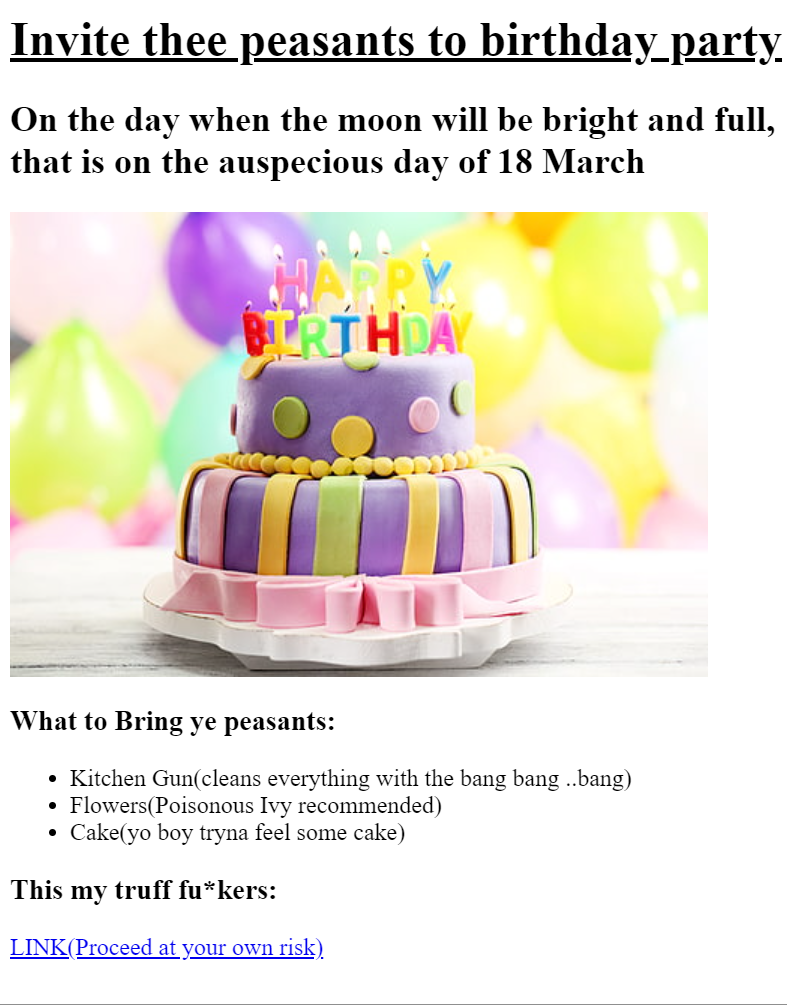 Invite thee peasants to birthday party
On the day when the moon will be bright and full,
that is on the auspecious day of 18 March
HAPPY
BIRTHDAY
What to Bring ye peasants:
Kitchen Gun(cleans everything with the bang bang ..bang)
Flowers(Poisonous Ivy recommended)
Cake(yo boy tryna feel some cake)
This my truff fu*kers:
LINK(Proceed at your own risk)